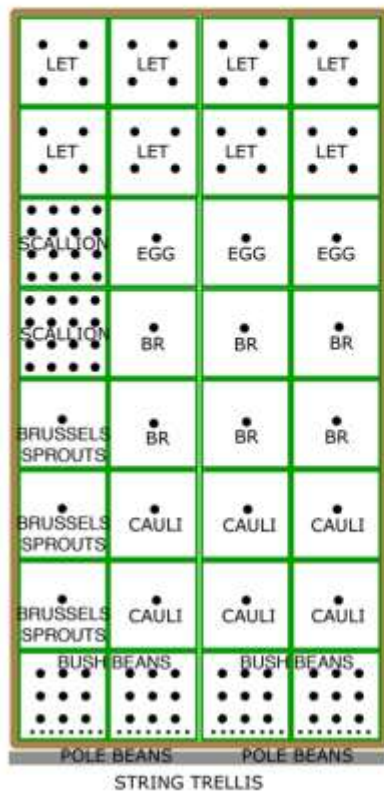 LET LET LET LET
LET LET LET LET
SCALLION EGG EGG EGG
SCALLION BR BR BR
BRUSSELS SPROUTS BR BR BR
BRUSSELS SPROUTS CAULI CAULI CAULI
BRUSSELS SPROUTS CAULI CAULI CAULI
BUSH BEANS BUSH BEANS
POLE BEANS POLE BEANS
STRING TRELLIS